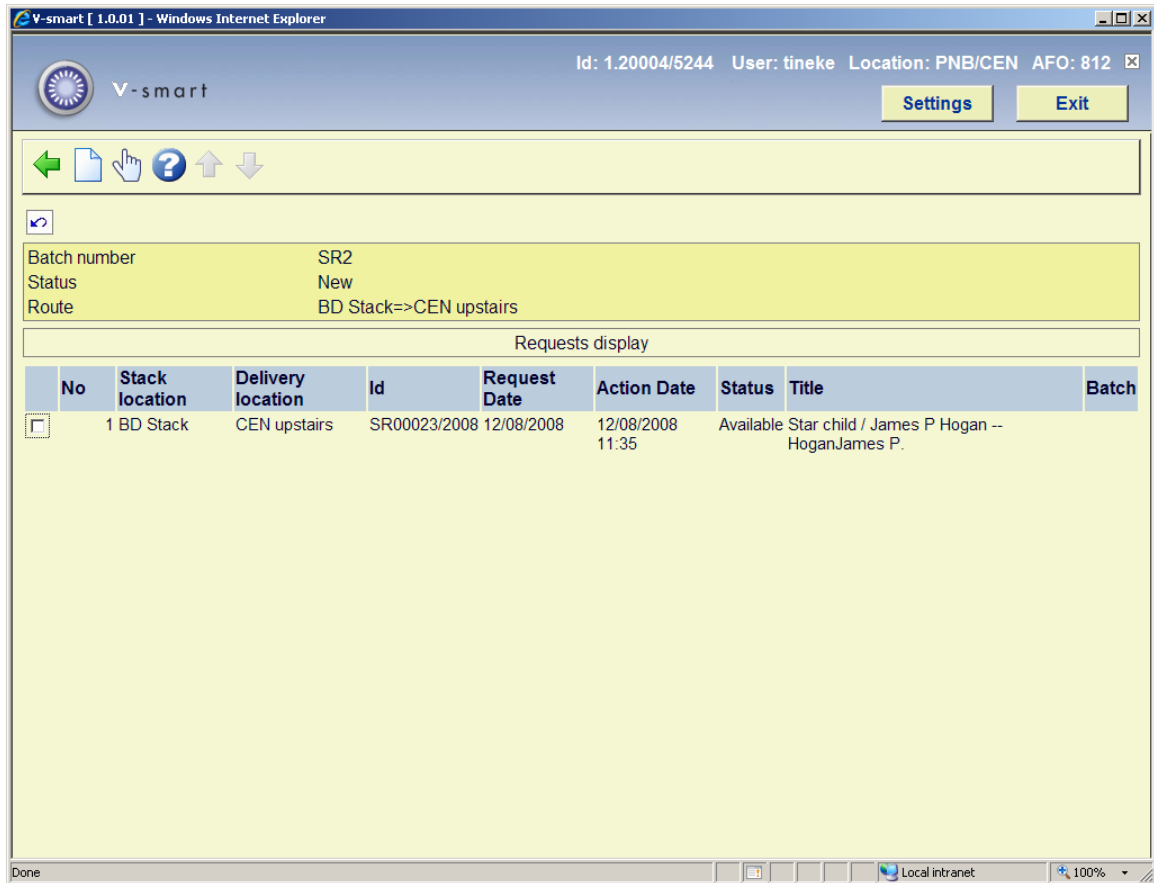 V-smart [ 1.0.01 ] - Windows Internet Explorer
Id: 1.20004/5244 User: tineke Location: PNB/CEN AFO: 812
V-smart
Settings Exit
Batch number SR2
Status New
Route BD Stack=>CEN upstairs
Requests display
No Stack location Delivery location Id Request Date Action Date Status Title Batch
1 BD Stack CEN upstairs SR00023/2008 12/08/2008 12/08/2008 11:35 Available Star child / James P Hogan -- HoganJames P.
Done Local intranet 100%